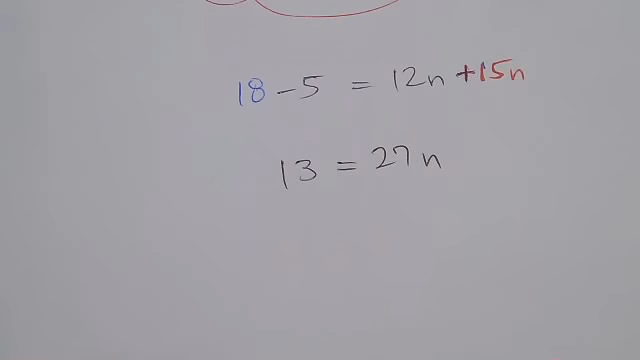 18 - 5 = 12n + 15n
13 = 27n